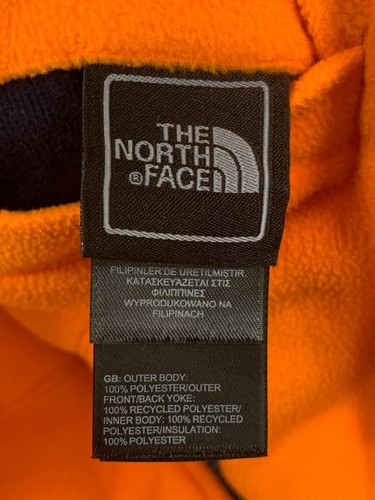 THE
NORTH
® FACE
FILIPINLER DE URETILMISTIR.
ΚΑΤΑΣΚΕΥΑΖΕΤΑΙ ΣΤΙΣ
ΦΙΛΙΠΠΙΝΕΣ
WYPRODUKOWANO NA
FILIPINACH
GB: OUTER BODY:
100% POLYESTER/OUTER
FRONT/BACK YOKE:
100% RECYCLED POLYESTER/
INNER BODY: 100% RECYCLED
POLYESTER/INSULATION:
100% POLYESTER